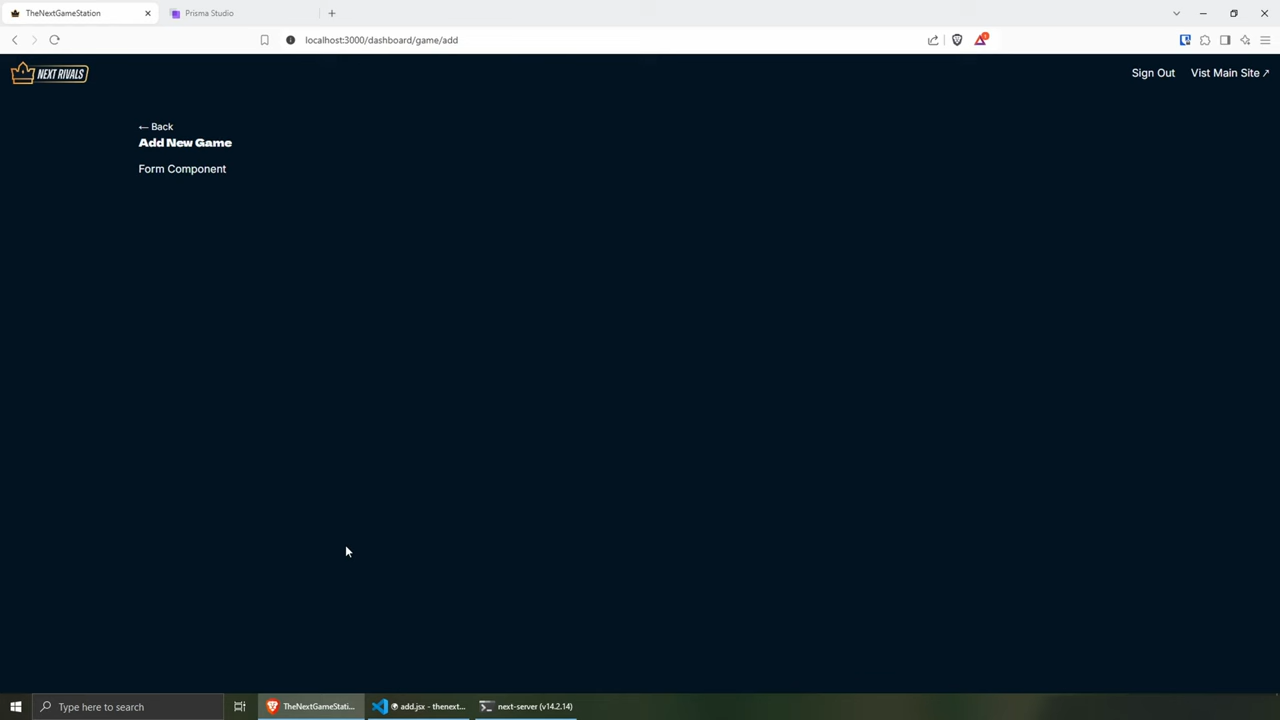 TheNextGameStation
Prisma Studio
localhost:3000/dashboard/game/add
NEXT RIVALS
Sign Out
Vist Main Site ↗
← Back
Add New Game
Form Component
Type here to search
TheNextGameStati...
add.jsx - thenext...
next-server (v14.2.14)